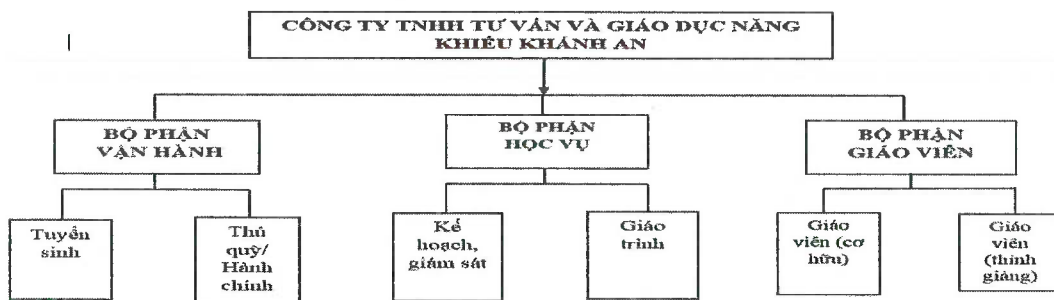 CÔNG TY TNHH TƯ VẤN VÀ GIÁO DỤC NĂNG
KHIẾU KHÁNH AN
BỘ PHẬN
VẬN HÀNH
BỘ PHẬN
HỌC VỤ
BỘ PHẬN
GIÁO VIÊN
Tuyển
sinh
Thủ
quỹ/
Hành
chính
Kế
hoạch,
giám sát
Giáo
trình
Giáo
viên (cơ
hữu)
Giáo
viên
(thỉnh
giảng)